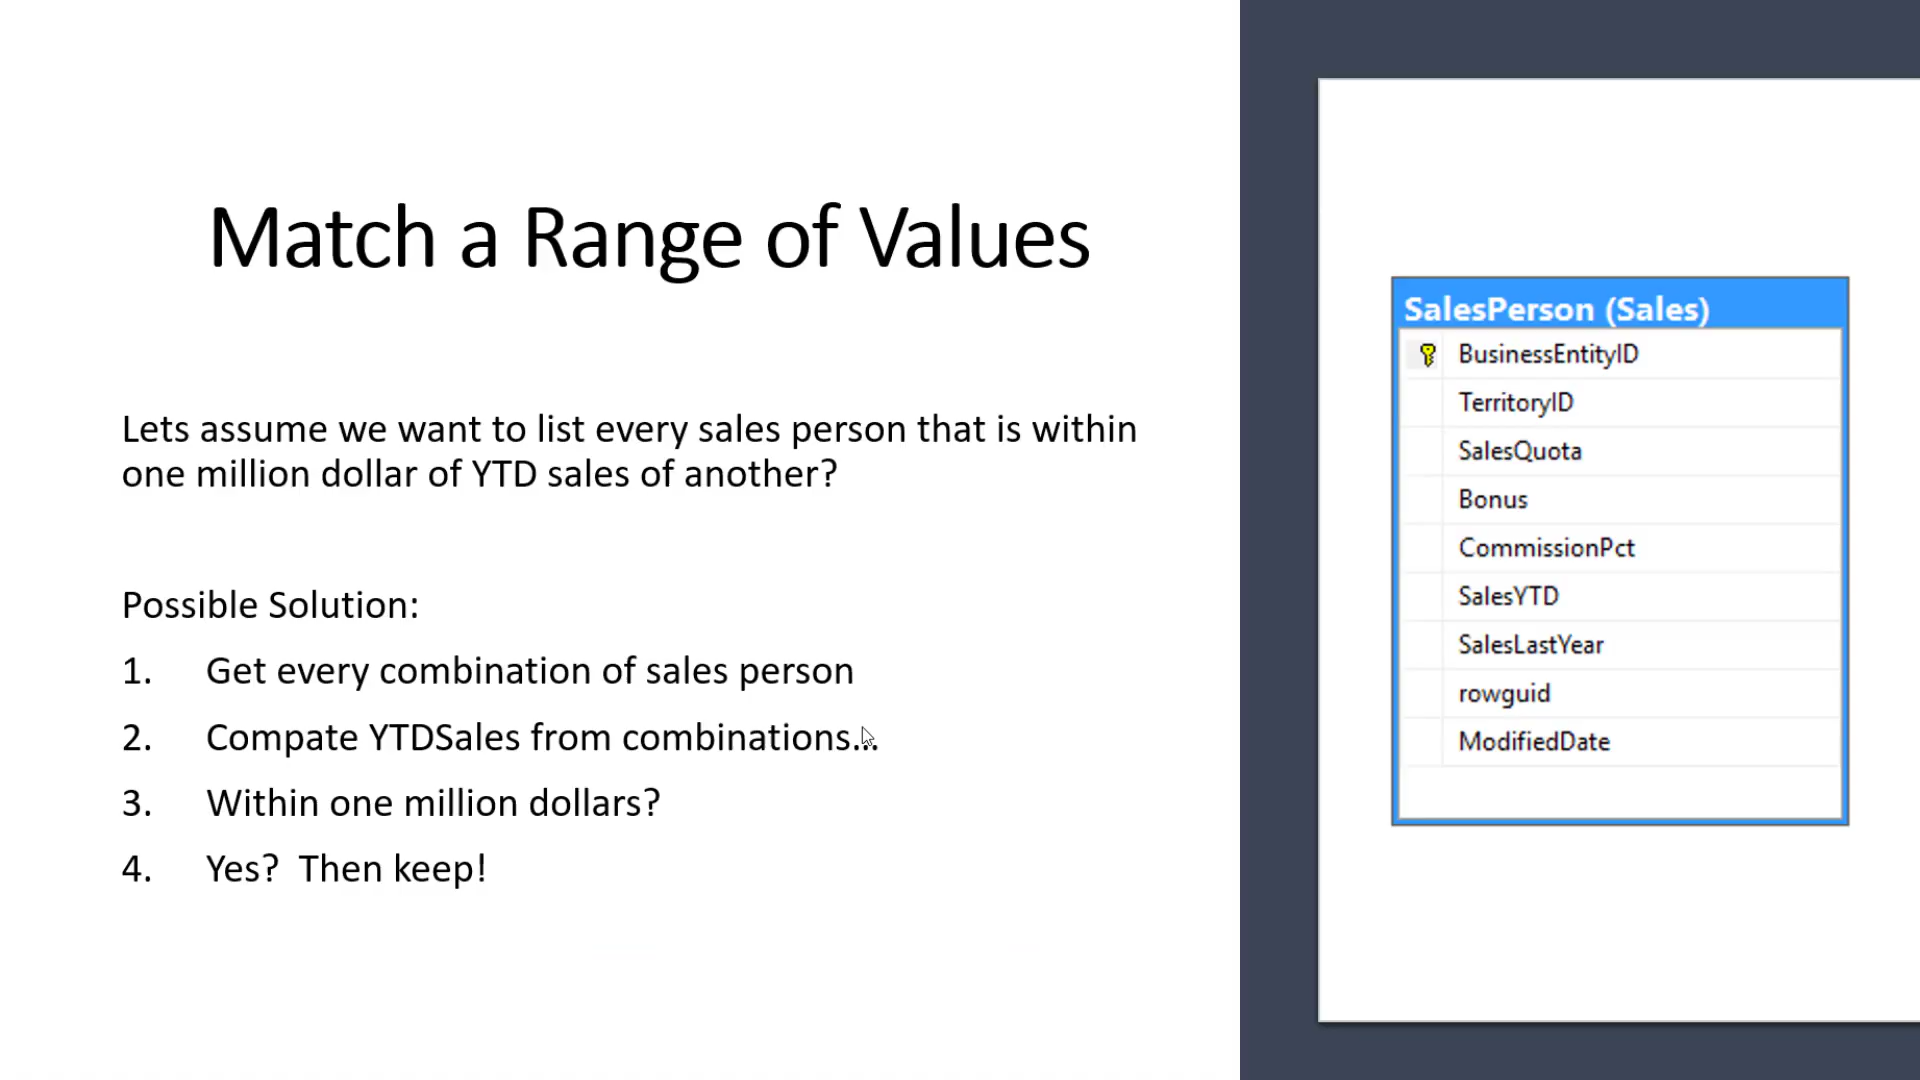 Match a Range of Values
Lets assume we want to list every sales person that is within
one million dollar of YTD sales of another?
Possible Solution:
1. Get every combination of sales person
2. Compate YTDSales from combinations...
3. Within one million dollars?
4. Yes? Then keep!
SalesPerson (Sales)
BusinessEntityID
TerritoryID
SalesQuota
Bonus
CommissionPct
SalesYTD
SalesLastYear
rowguid
ModifiedDate